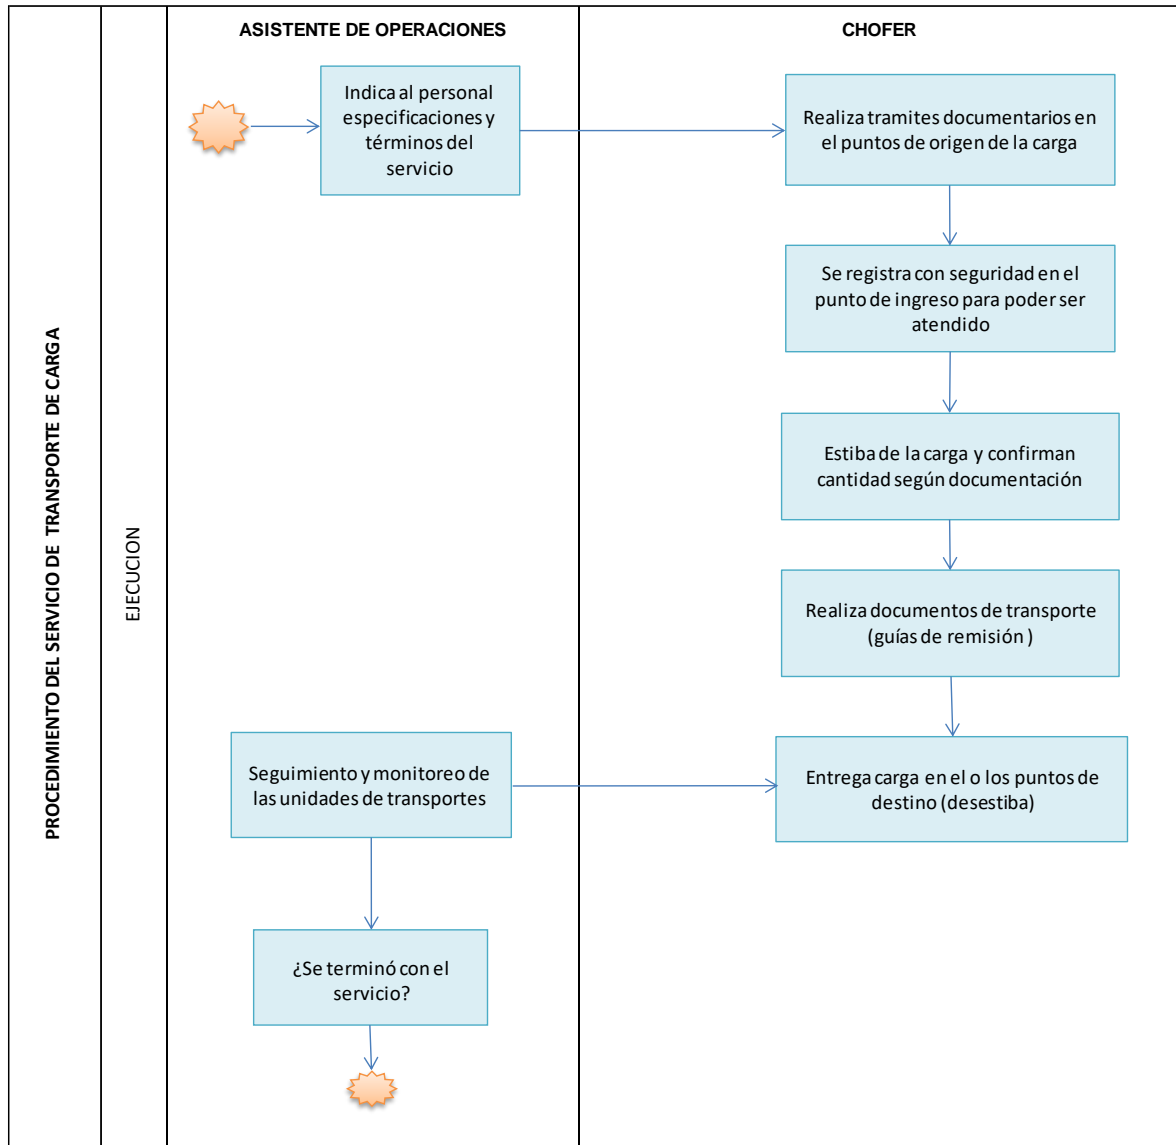 ASISTENTE DE OPERACIONES
CHOFER
PROCEDIMIENTO DEL SERVICIO DE TRANSPORTE DE CARGA
EJECUCION
Indica al personal
especificaciones y
términos del
servicio
Realiza tramites documentarios en
el puntos de origen de la carga
Se registra con seguridad en el
punto de ingreso para poder ser
atendido
Estiba de la carga y confirman
cantidad según documentación
Realiza documentos de transporte
(guías de remisión )
Seguimiento y monitoreo de
las unidades de transportes
Entrega carga en el o los puntos de
destino (desestiba)
¿Se terminó con el
servicio?